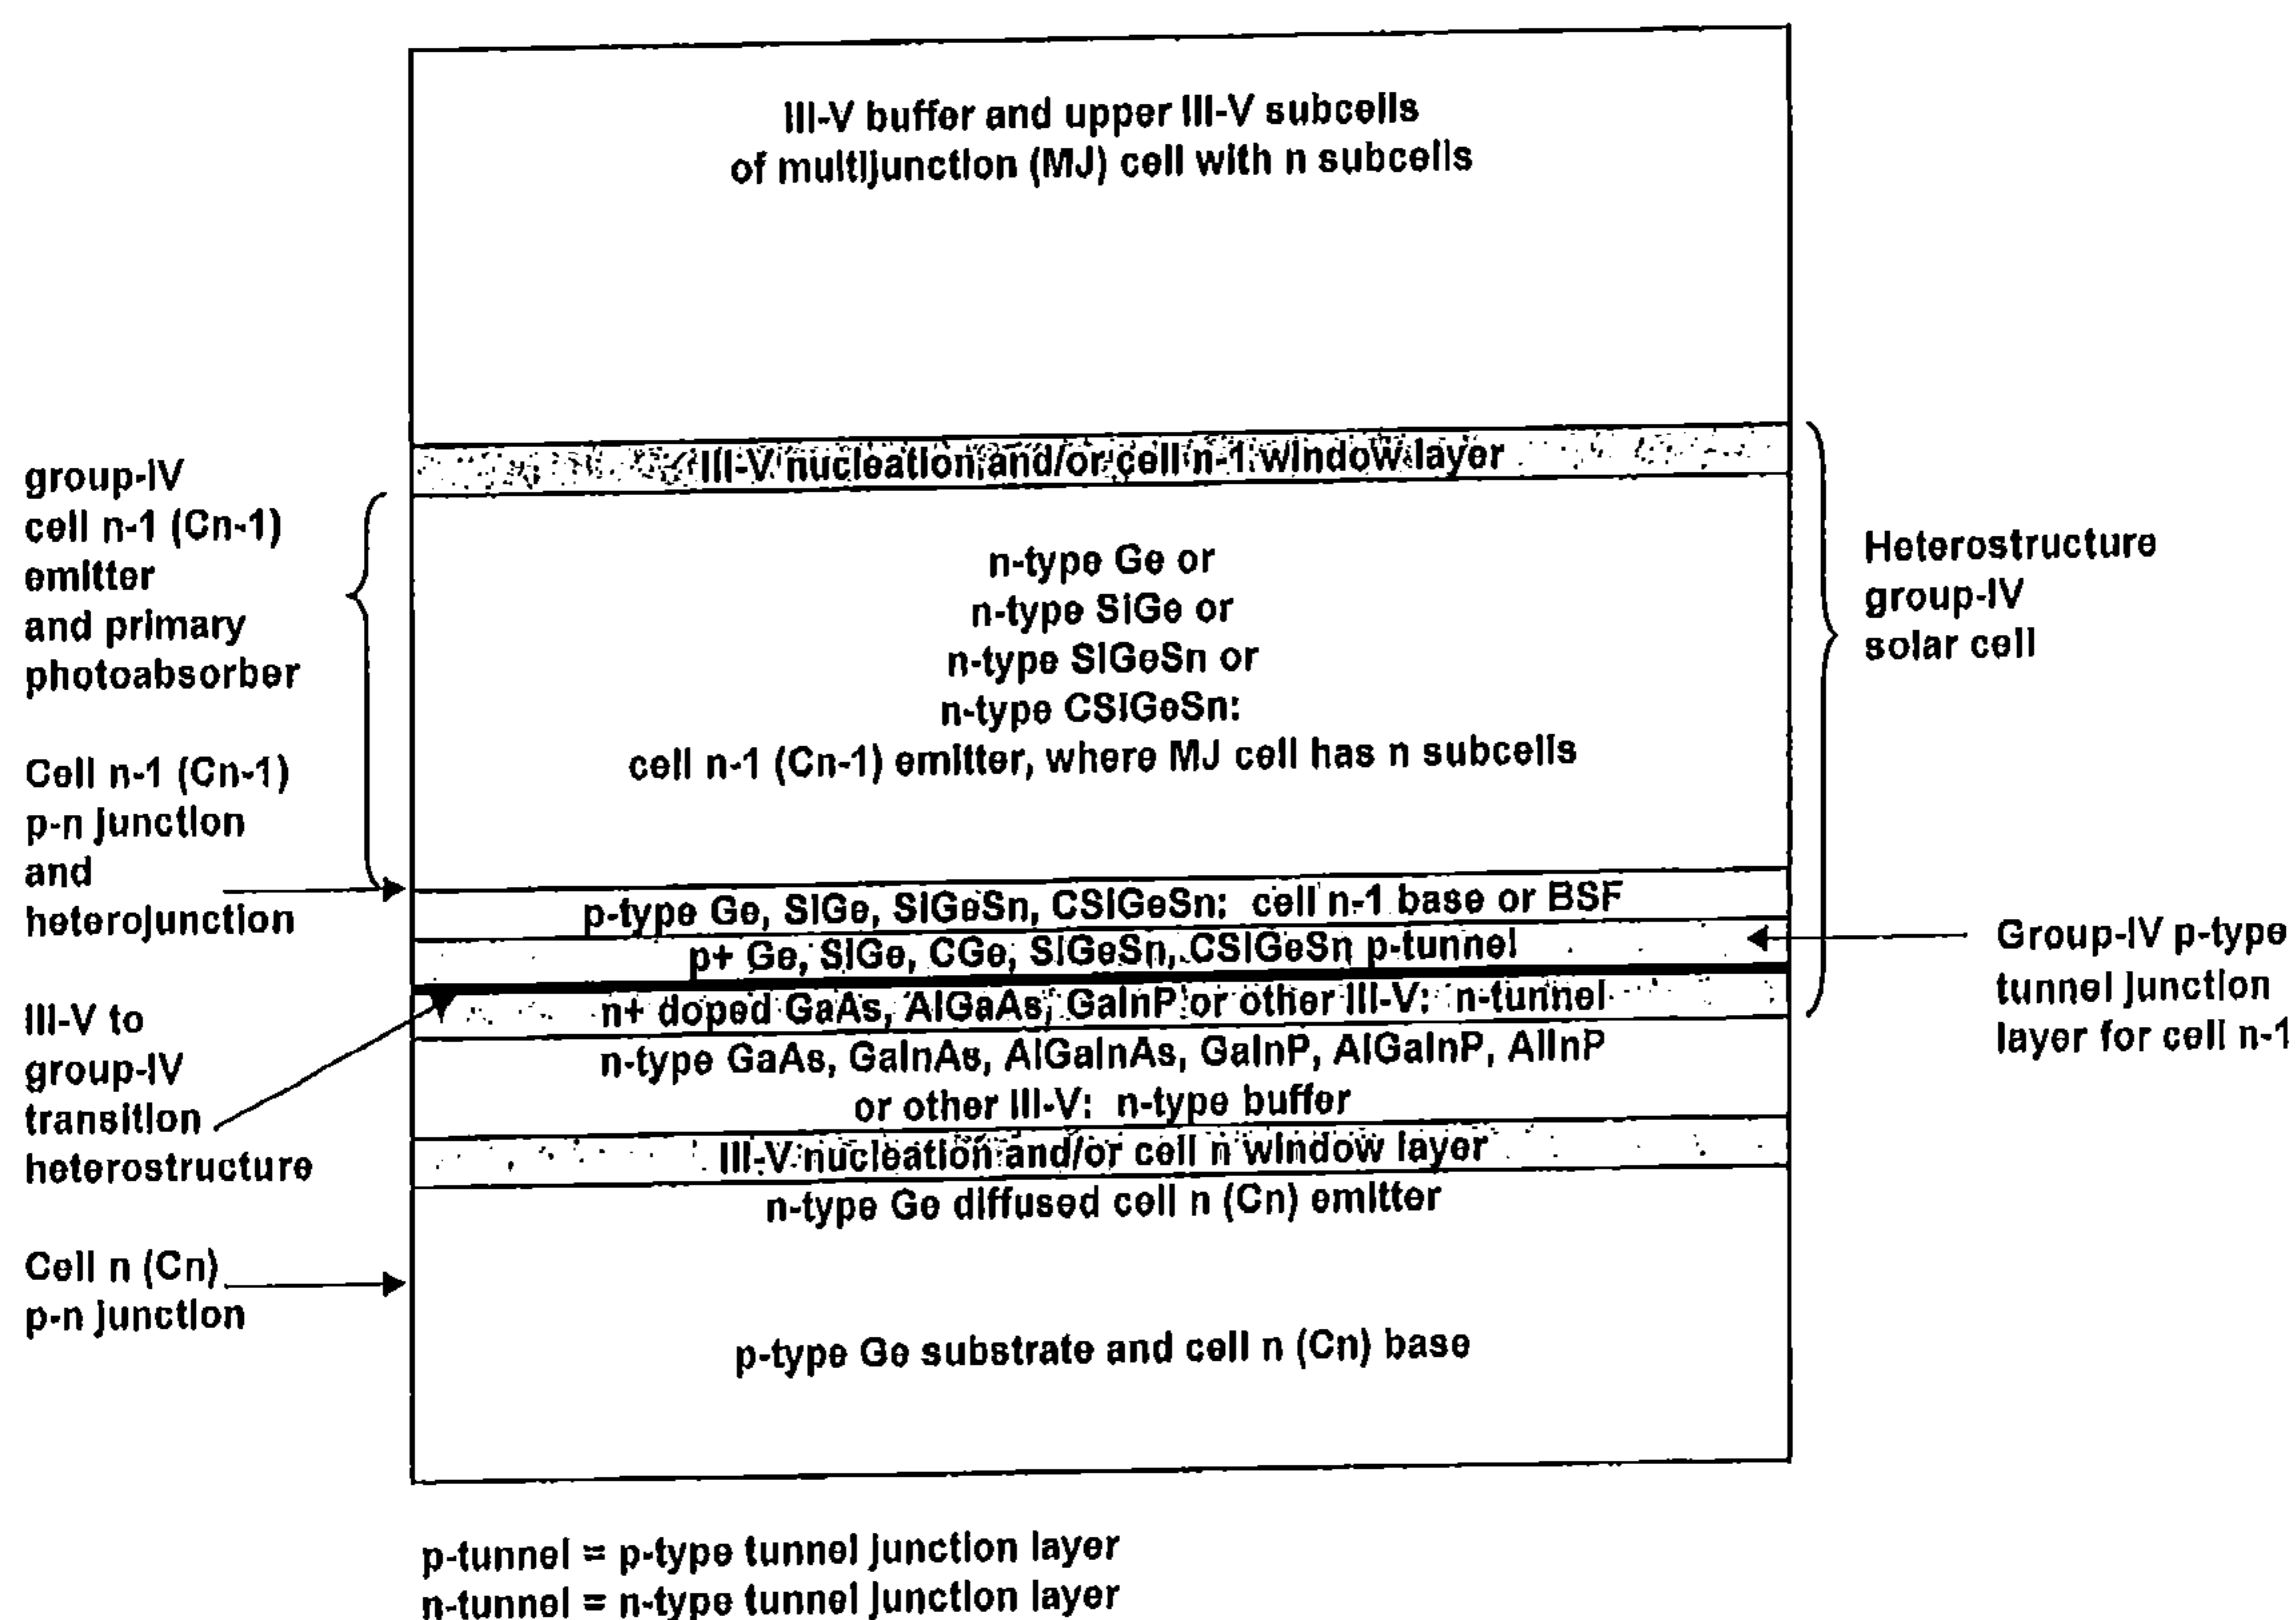 III-V buffer and upper III-V subcells
of multijunction (MJ) cell with n subcells
III-V nucleation and/or cell n-1 window layer
group-IV
cell n-1 (Cn-1)
emitter
and primary
photoabsorber
n-type Ge or
n-type SiGe or
n-type SiGeSn or
n-type CSiGeSn:
cell n-1 (Cn-1) emitter, where MJ cell has n subcells
Heterostructure
group-IV
solar cell
Cell n-1 (Cn-1)
p-n junction
and
heterojunction
p-type Ge, SiGe, SiGeSn, CSiGeSn: cell n-1 base or BSF
p+ Ge, SiGe, CGe, SiGeSn, CSiGeSn p-tunnel
Group-IV p-type
tunnel junction
layer for cell n-1
n+ doped GaAs, AlGaAs, GaInP or other III-V: n-tunnel
III-V to
group-IV
transition
heterostructure
n-type GaAs, GaInAs, AlGaInAs, GaInP, AlGaInP, AlInP
or other III-V: n-type buffer
III-V nucleation and/or cell n window layer
n-type Ge diffused cell n (Cn) emitter
Cell n (Cn)
p-n junction
p-type Ge substrate and cell n (Cn) base
p-tunnel = p-type tunnel junction layer
n-tunnel = n-type tunnel junction layer